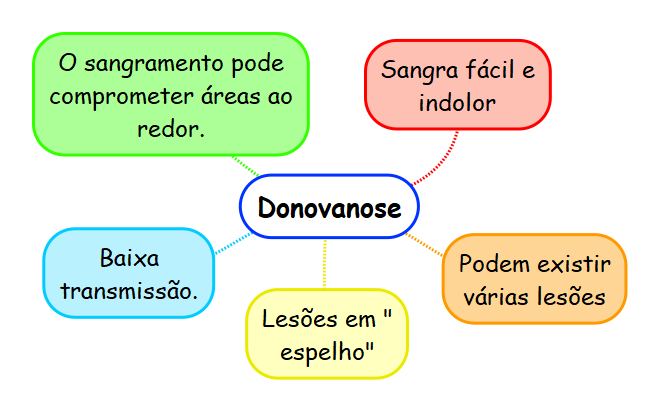 O sangramento pode
comprometer áreas ao
redor.
Sangra fácil e
indolor
Donovanose
Baixa
transmissão.
Lesões em "
espelho"
Podem existir
várias lesões